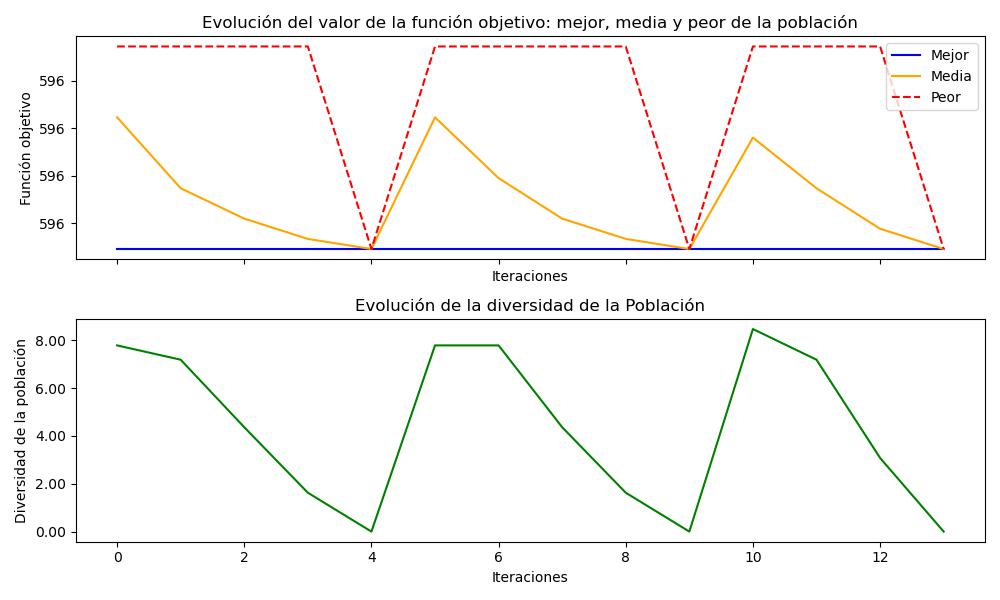 Evolución del valor de la función objetivo: mejor, media y peor de la población
Función objetivo
596
596
596
596
Mejor
Media
Peor
Iteraciones
Evolución de la diversidad de la Población
Diversidad de la población
8.00
6.00
4.00
2.00
0.00
0 2 4 6 8 10 12
Iteraciones